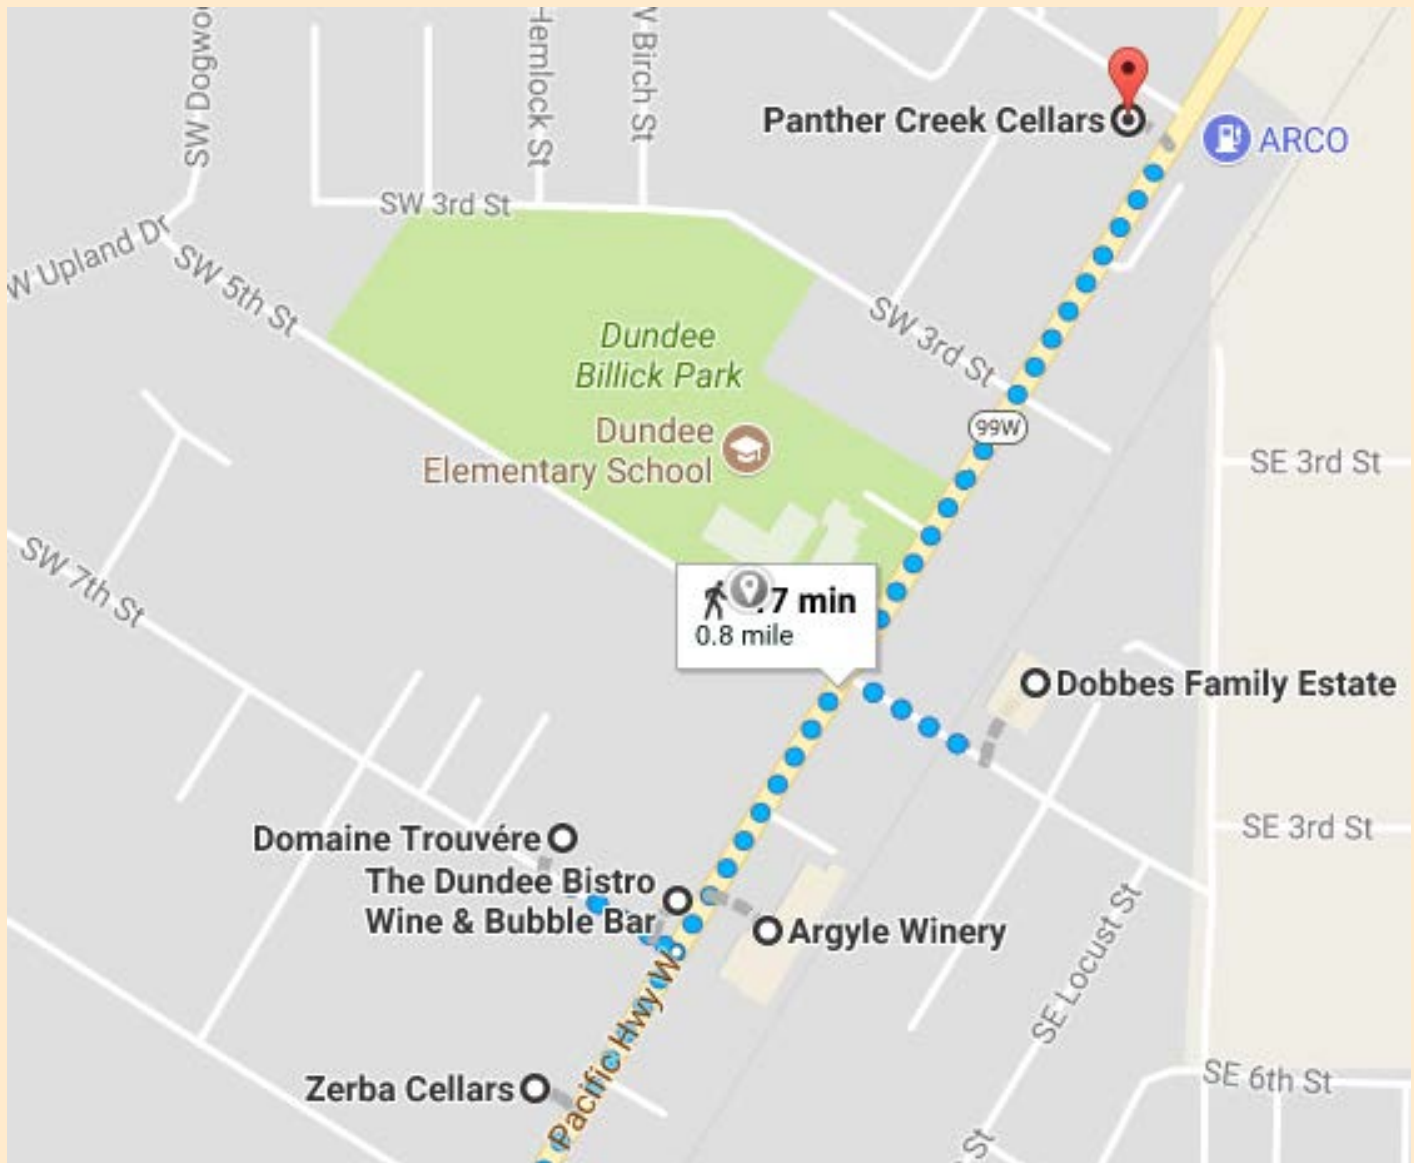 SW Dogwoo
Hemlock St
W Birch St
Panther Creek Cellars
ARCO
SW 3rd St
W Upland Dr
SW 5th St
Dundee
Billick Park
SW 3rd St
99W
Dundee
Elementary School
SE 3rd St
SW 7th St
7 min
0.8 mile
Dobbes Family Estate
Domaine Trouvére
SE 3rd St
The Dundee Bistro
Wine & Bubble Bar
Argyle Winery
SE Locust St
Pacific Hwy W
Zerba Cellars
SE 6th St
St